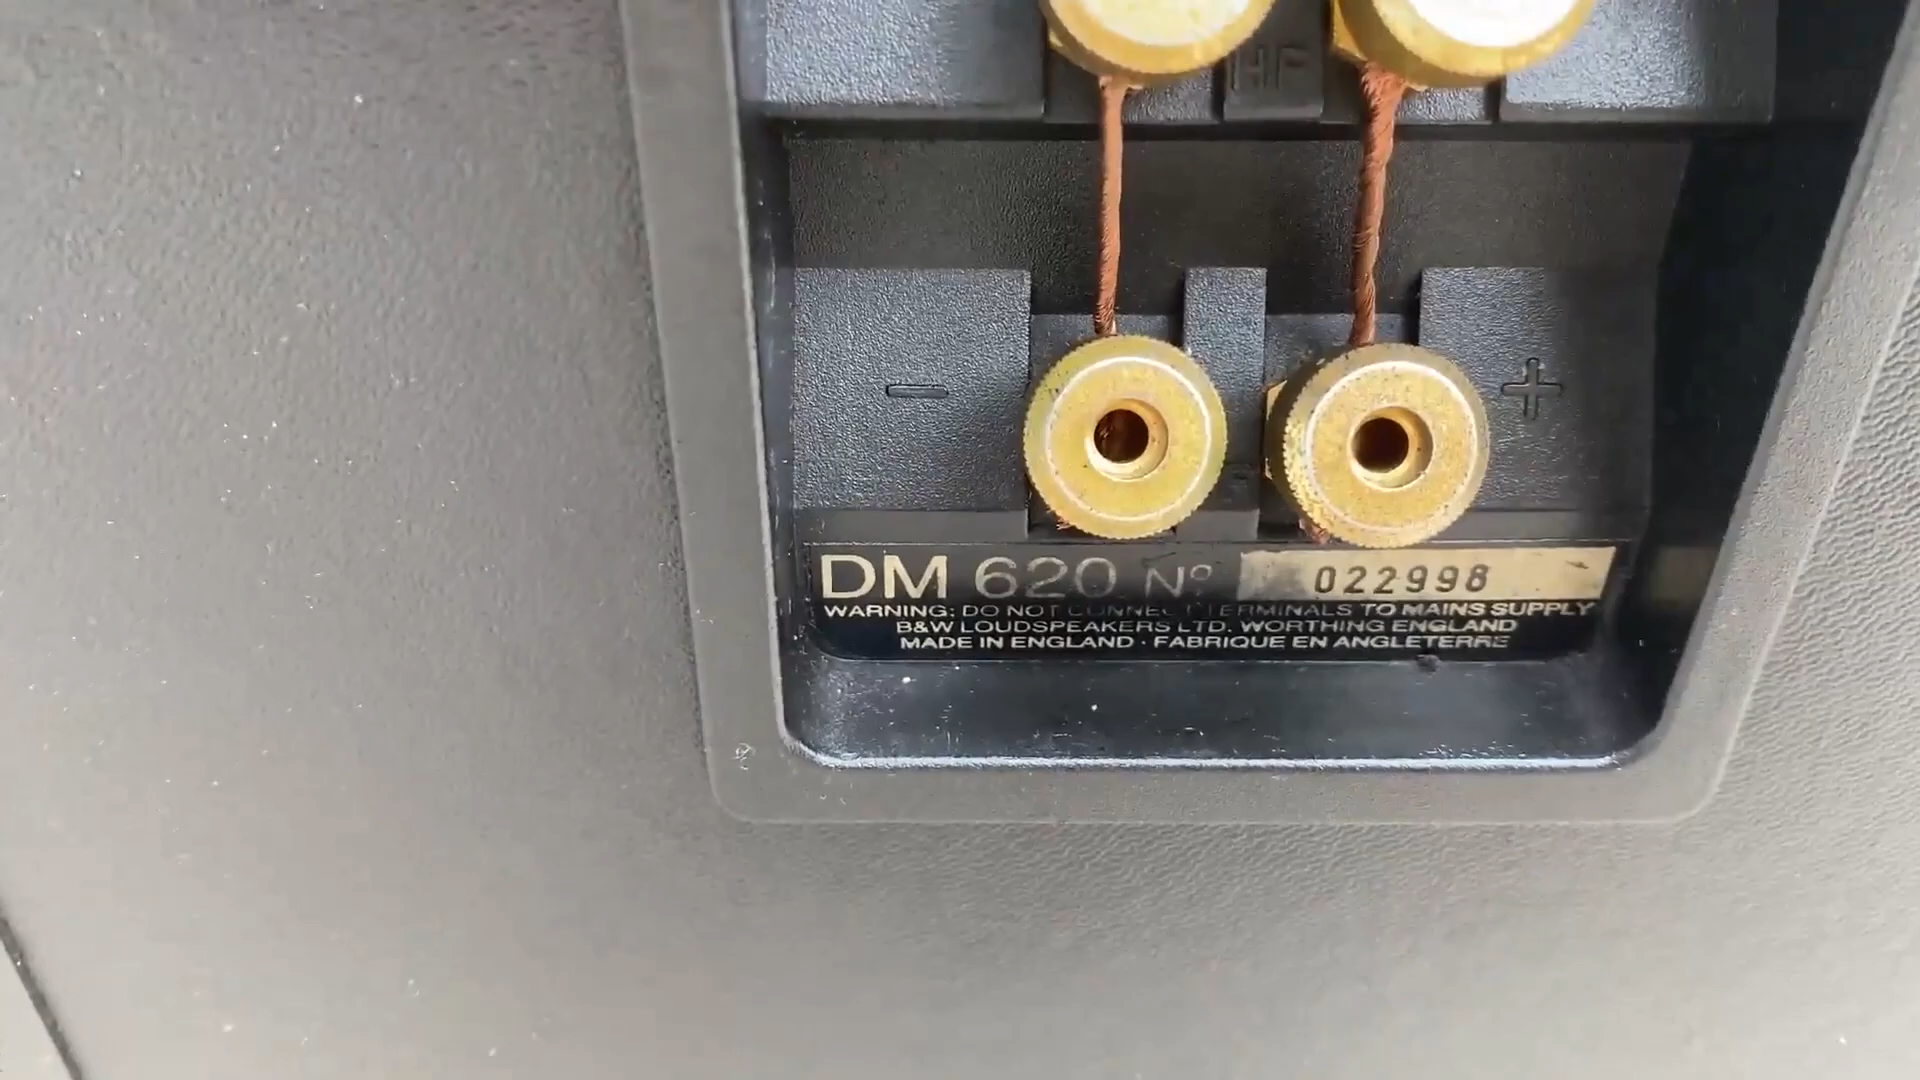 HF
− +
DM 620 Nº 022998
WARNING: DO NOT CONNECT TERMINALS TO MAINS SUPPLY
B&W LOUDSPEAKERS LTD. WORTHING ENGLAND
MADE IN ENGLAND · FABRIQUE EN ANGLETERRE